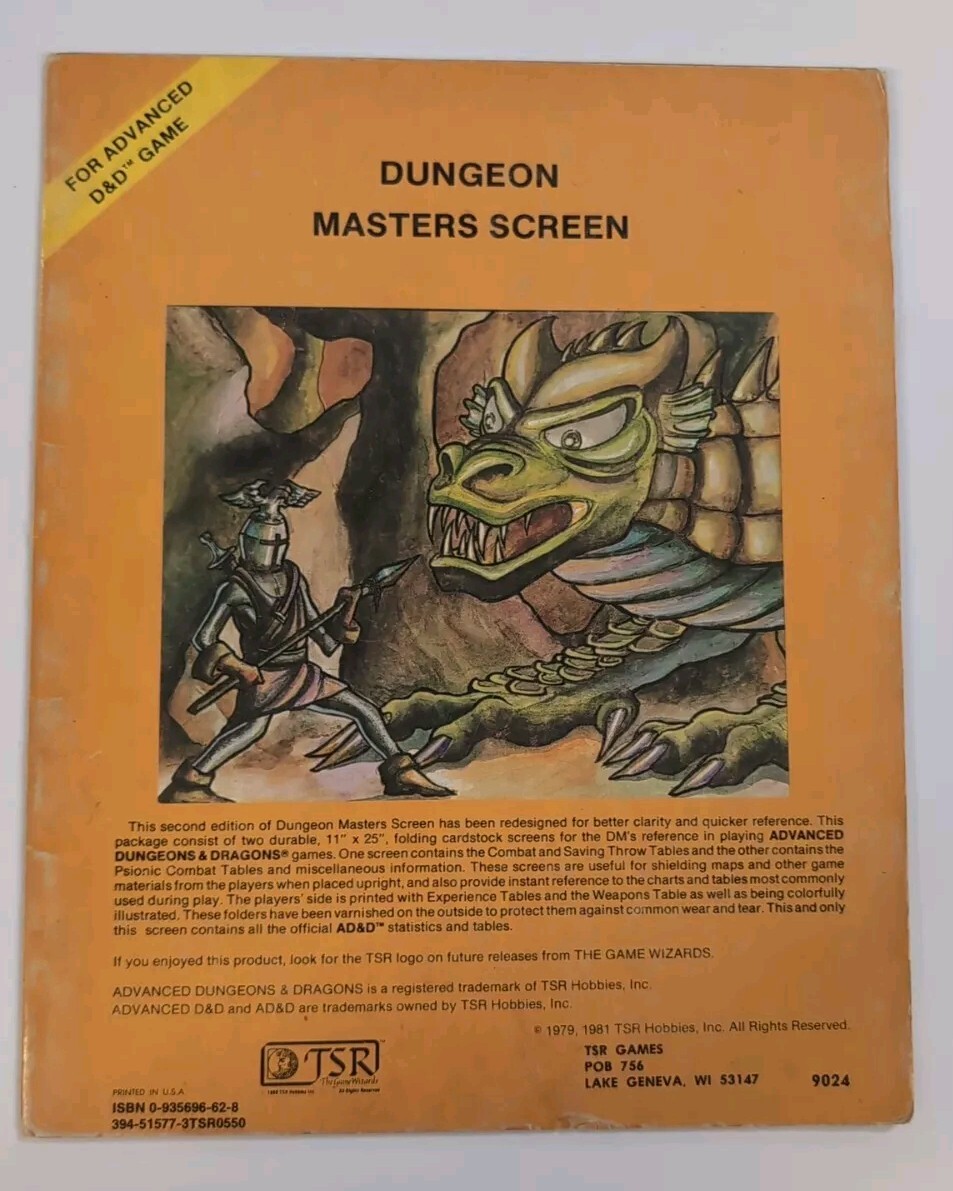 FOR ADVANCED
D&D™ GAME
DUNGEON
MASTERS SCREEN
This second edition of Dungeon Masters Screen has been redesigned for better clarity and quicker reference. This
package consist of two durable, 11" x 25", folding cardstock screens for the DM's reference in playing ADVANCED
DUNGEONS & DRAGONS® games. One screen contains the Combat and Saving Throw Tables and the other contains the
Psionic Combat Tables and miscellaneous information. These screens are useful for shielding maps and other game
materials from the players when placed upright, and also provide instant reference to the charts and tables most commonly
used during play. The players' side is printed with Experience Tables and the Weapons Table as well as being colorfully
illustrated. These folders have been varnished on the outside to protect them against common wear and tear. This and only
this screen contains all the official AD&D™ statistics and tables.
If you enjoyed this product, look for the TSR logo on future releases from THE GAME WIZARDS.
ADVANCED DUNGEONS & DRAGONS is a registered trademark of TSR Hobbies, Inc.
ADVANCED D&D and AD&D are trademarks owned by TSR Hobbies, Inc.
© 1979, 1981 TSR Hobbies, Inc. All Rights Reserved.
TSR™
The Game Wizards
All Rights Reserved
TSR GAMES
POB 756
LAKE GENEVA, WI 53147
9024
PRINTED IN U.S.A.
ISBN 0-935696-62-8
394-51577-3TSR0550